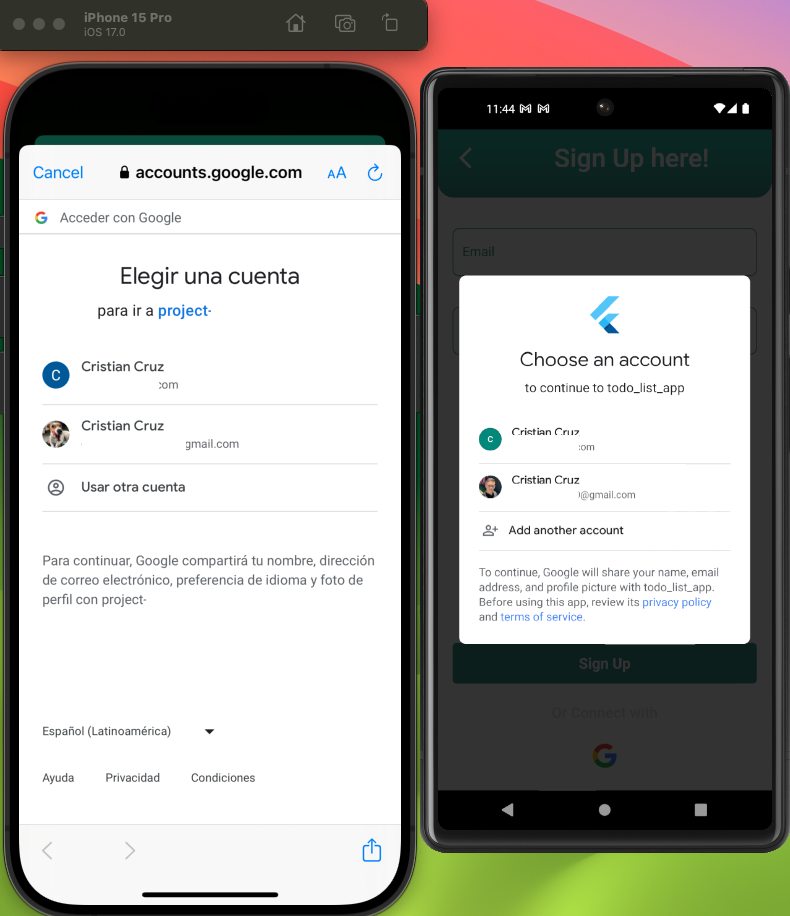 iPhone 15 Pro
iOS 17.0
Cancel
accounts.google.com
AA
Acceder con Google
Elegir una cuenta
para ir a project-
C
Cristian Cruz
.com
Cristian Cruz
gmail.com
Usar otra cuenta
Para continuar, Google compartirá tu nombre, dirección
de correo electrónico, preferencia de idioma y foto de
perfil con project-
Español (Latinoamérica)
Ayuda
Privacidad
Condiciones
11:44
Sign Up here!
Email
Choose an account
to continue to todo_list_app
C
Cristian Cruz
.com
Cristian Cruz
@gmail.com
Add another account
To continue, Google will share your name, email
address, and profile picture with todo_list_app.
Before using this app, review its privacy policy
and terms of service.
Sign Up
Or Connect with